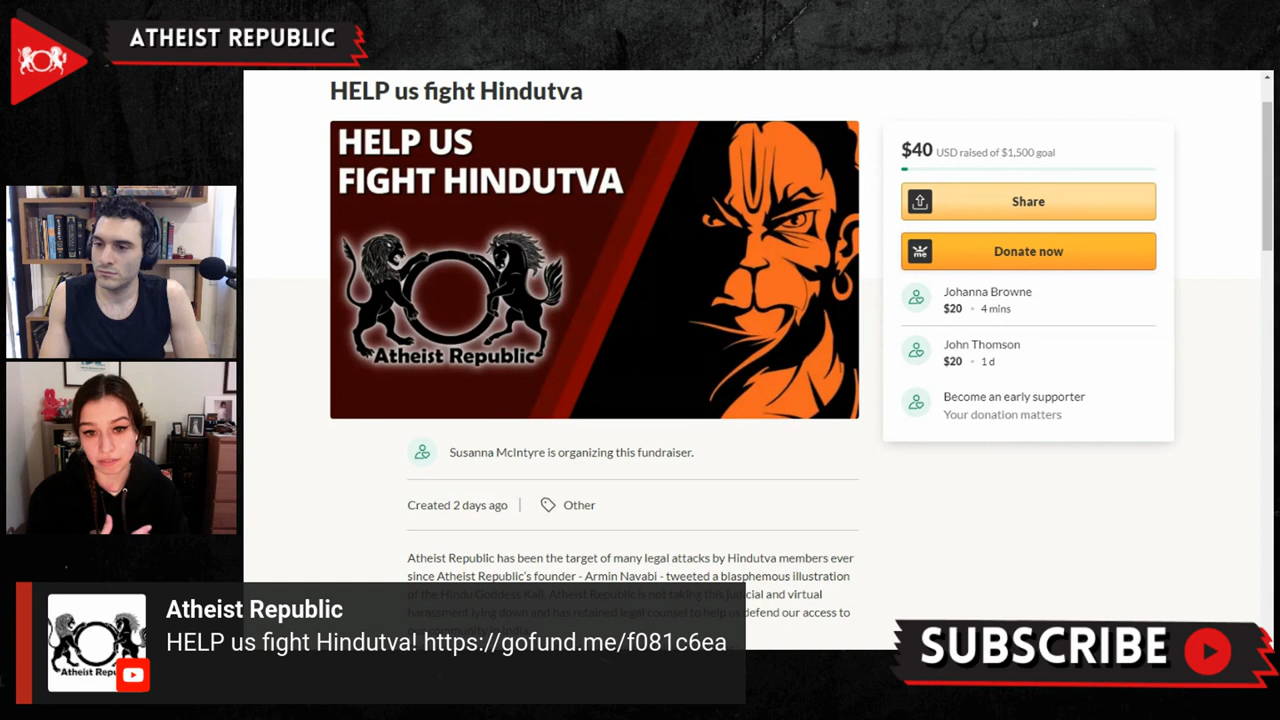 ATHEIST REPUBLIC
HELP us fight Hindutva
HELP US
FIGHT HINDUTVA
Atheist Republic
$40 USD raised of $1,500 goal
Share
me
Donate now
Johanna Browne
$20 • 4 mins
John Thomson
$20 • 1 d
Become an early supporter
Your donation matters
Susanna McIntyre is organizing this fundraiser.
Created 2 days ago
Other
Atheist Republic has been the target of many legal attacks by Hindutva members ever
since Atheist Republic's founder - Armin Navabi - tweeted a blasphemous illustration
of the Hindu Goddess Kali. Atheist Republic is not taking this judicial and virtual
harassment lying down and has retained legal counsel to help us defend our access to
Atheist Republic
HELP us fight Hindutva! https://gofund.me/f081c6ea
Atheist Repu
SUBSCRIBE